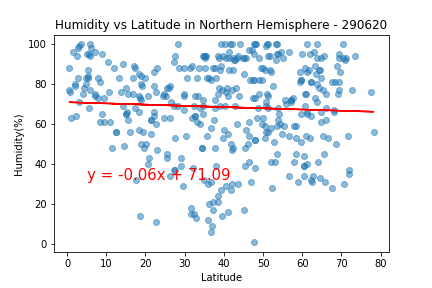 Humidity vs Latitude in Northern Hemisphere - 290620
100
80
60
40
20
0
Humidity(%)
y = -0.06x + 71.09
0 10 20 30 40 50 60 70 80
Latitude